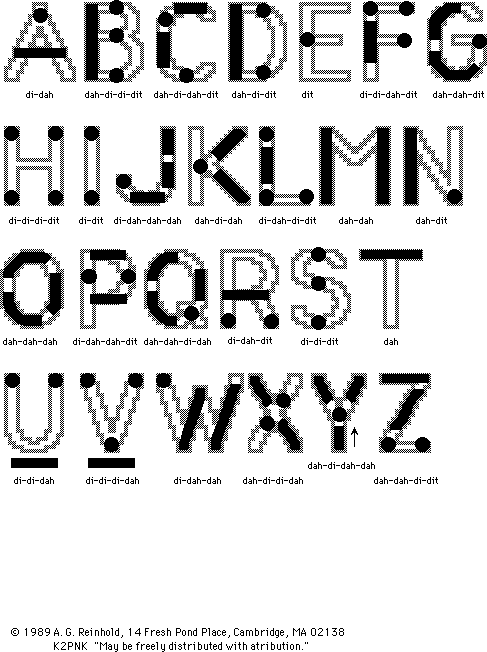 A B C D E F G
di-dah dah-di-di-dit dah-di-dah-dit dah-di-dit dit di-di-dah-dit dah-dah-dit
H I J K L M N
di-di-di-dit di-dit di-dah-dah-dah dah-di-dah di-dah-di-dit dah-dah dah-dit
O P Q R S T
dah-dah-dah di-dah-dah-dit dah-dah-di-dah di-dah-dit di-di-dit dah
U V W X Y Z
di-di-dah di-di-di-dah di-dah-dah dah-di-di-dah dah-di-dah-dah dah-dah-di-dit
© 1989 A. G. Reinhold, 14 Fresh Pond Place, Cambridge, MA 02138
K2PNK "May be freely distributed with atribution."